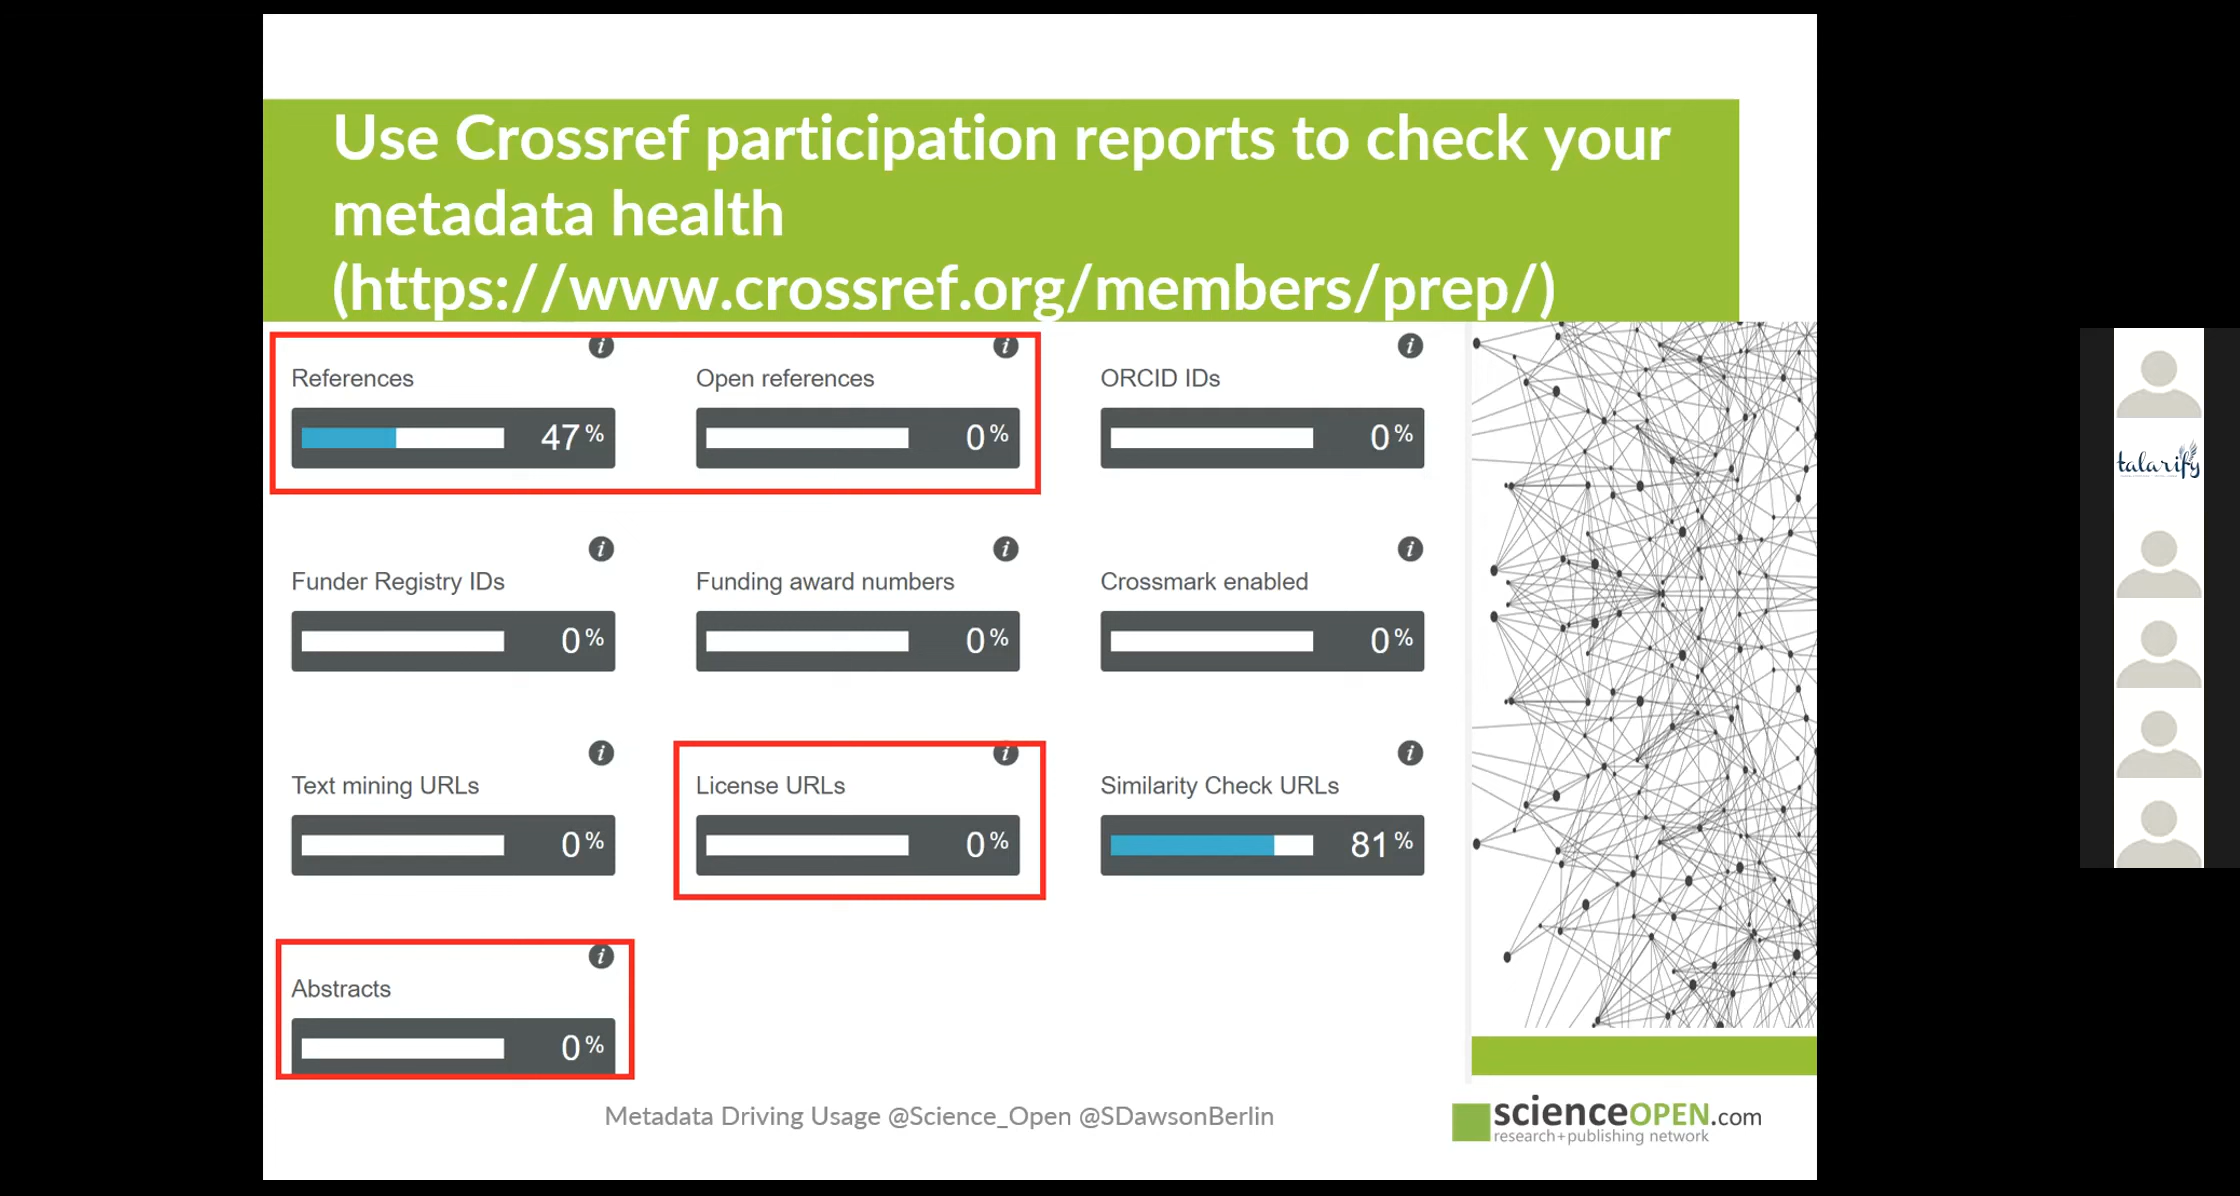 Use Crossref participation reports to check your
metadata health
(https://www.crossref.org/members/prep/)
References
47 %
Open references
0 %
ORCID IDs
0 %
Funder Registry IDs
0 %
Funding award numbers
0 %
Crossmark enabled
0 %
Text mining URLs
0 %
License URLs
0 %
Similarity Check URLs
81 %
Abstracts
0 %
Metadata Driving Usage @Science_Open @SDawsonBerlin
scienceOPEN.com
research+publishing network
talarify